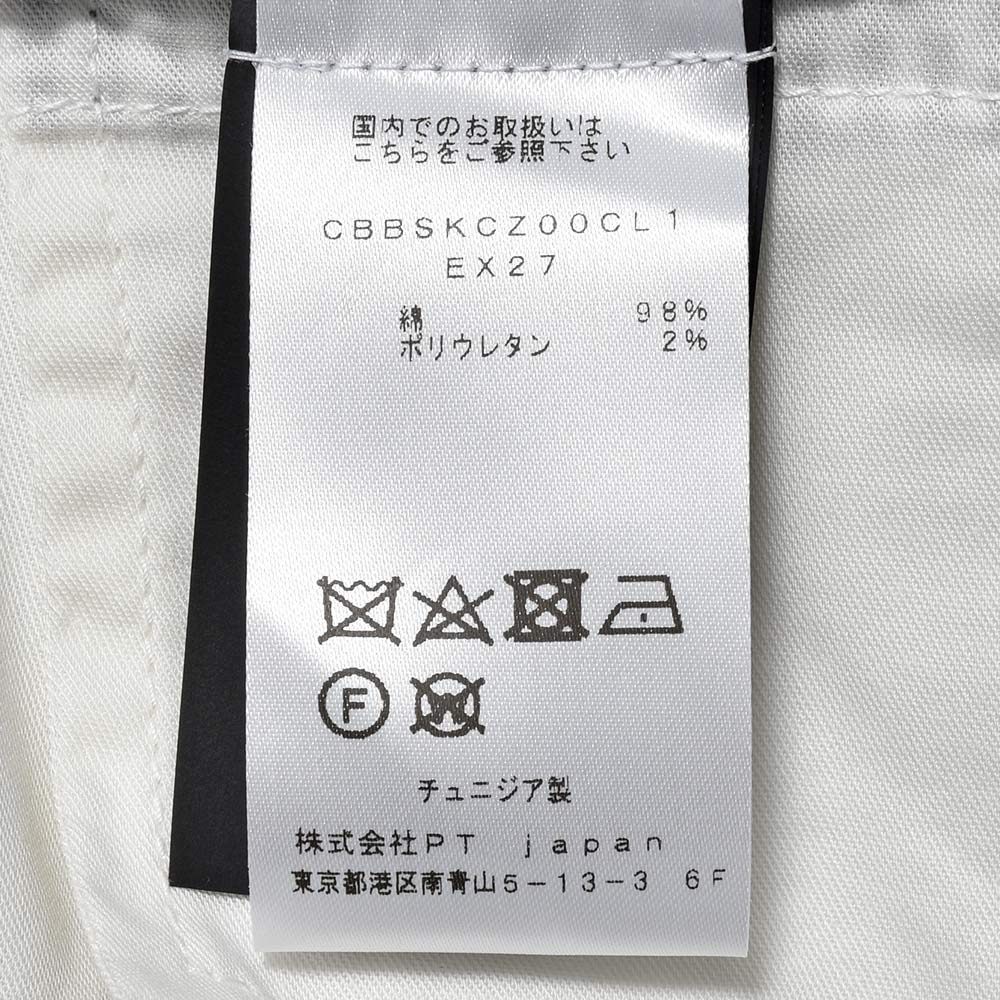 国内でのお取扱いは
こちらをご参照下さい
CBBSKCZ00CL1
EX27
綿 98%
ポリウレタン 2%
F W
チュニジア製
株式会社PT japan
東京都港区南青山5-13-3 6F